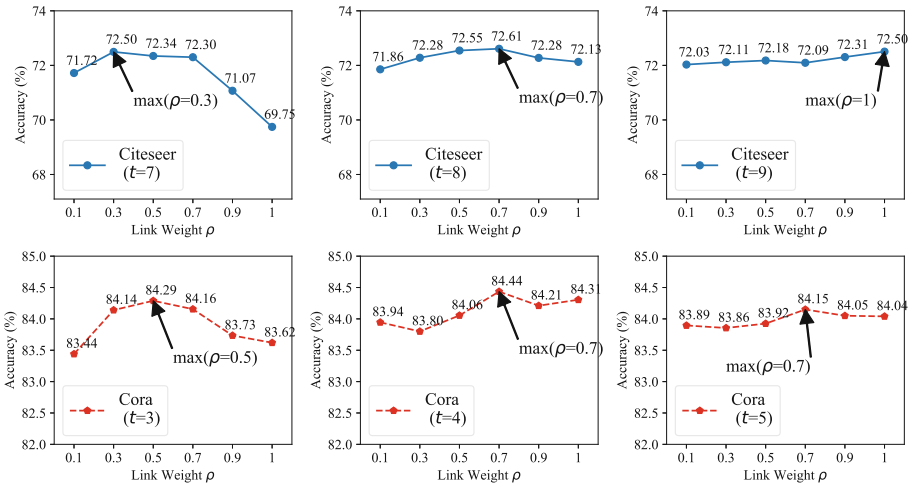 74
72
70
68
Accuracy (%)
71.72
72.50
72.34
72.30
71.07
69.75
max(ρ=0.3)
Citeseer
(t=7)
0.1 0.3 0.5 0.7 0.9 1
Link Weight ρ
74
72
70
68
Accuracy (%)
71.86
72.28
72.55
72.61
72.28
72.13
max(ρ=0.7)
Citeseer
(t=8)
0.1 0.3 0.5 0.7 0.9 1
Link Weight ρ
74
72
70
68
Accuracy (%)
72.03
72.11
72.18
72.09
72.31
72.50
max(ρ=1)
Citeseer
(t=9)
0.1 0.3 0.5 0.7 0.9 1
Link Weight ρ
85.0
84.5
84.0
83.5
83.0
82.5
82.0
Accuracy (%)
83.44
84.14
84.29
84.16
83.73
83.62
max(ρ=0.5)
Cora
(t=3)
0.1 0.3 0.5 0.7 0.9 1
Link Weight ρ
85.0
84.5
84.0
83.5
83.0
82.5
82.0
Accuracy (%)
83.94
83.80
84.06
84.44
84.21
84.31
max(ρ=0.7)
Cora
(t=4)
0.1 0.3 0.5 0.7 0.9 1
Link Weight ρ
85.0
84.5
84.0
83.5
83.0
82.5
82.0
Accuracy (%)
83.89
83.86
83.92
84.15
84.05
84.04
max(ρ=0.7)
Cora
(t=5)
0.1 0.3 0.5 0.7 0.9 1
Link Weight ρ